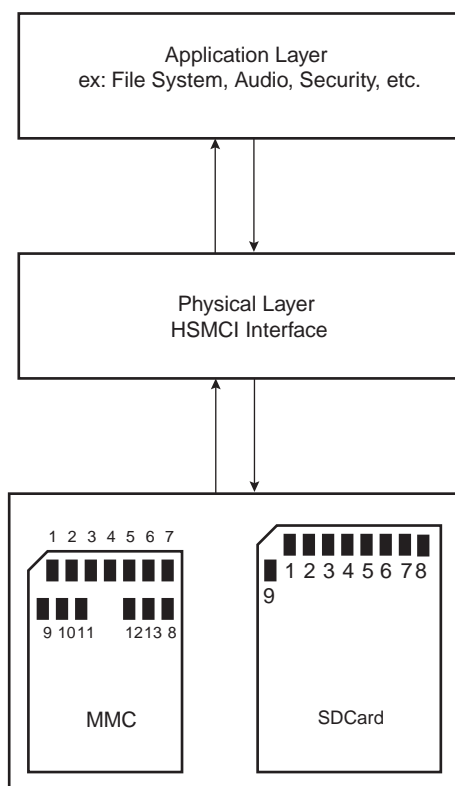 Application Layer
ex: File System, Audio, Security, etc.
Physical Layer
HSMCI Interface
1 2 3 4 5 6 7
9 10 11 12 13 8
MMC
1 2 3 4 5 6 7 8
9
SDCard